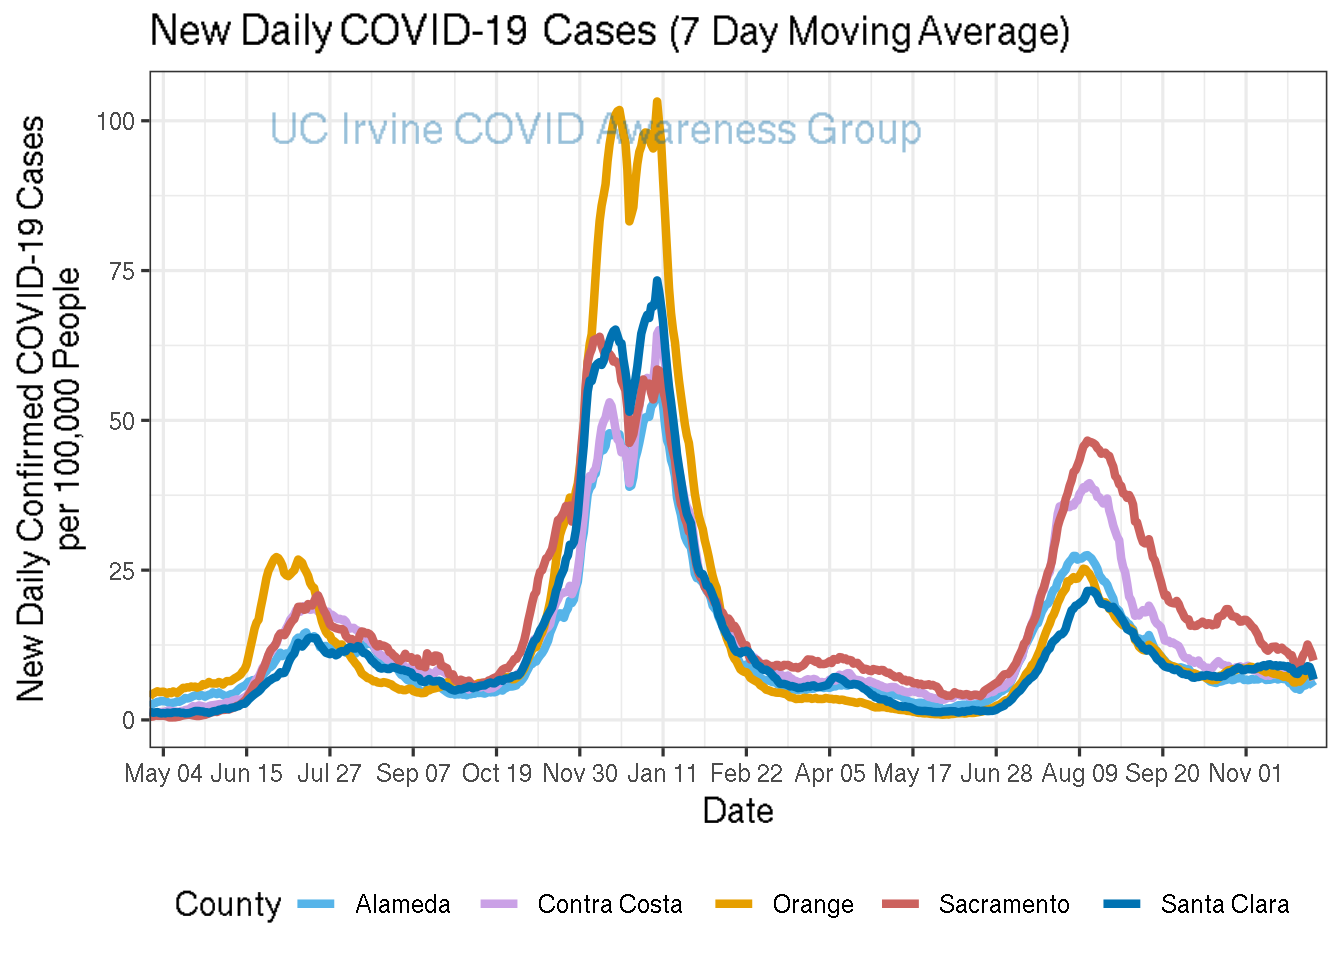 New Daily COVID-19 Cases (7 Day Moving Average)
UC Irvine COVID Awareness Group
New Daily Confirmed COVID-19 Cases
per 100,000 People
100
75
50
25
0
May 04 Jun 15 Jul 27 Sep 07 Oct 19 Nov 30 Jan 11 Feb 22 Apr 05 May 17 Jun 28 Aug 09 Sep 20 Nov 01
Date
County Alameda Contra Costa Orange Sacramento Santa Clara